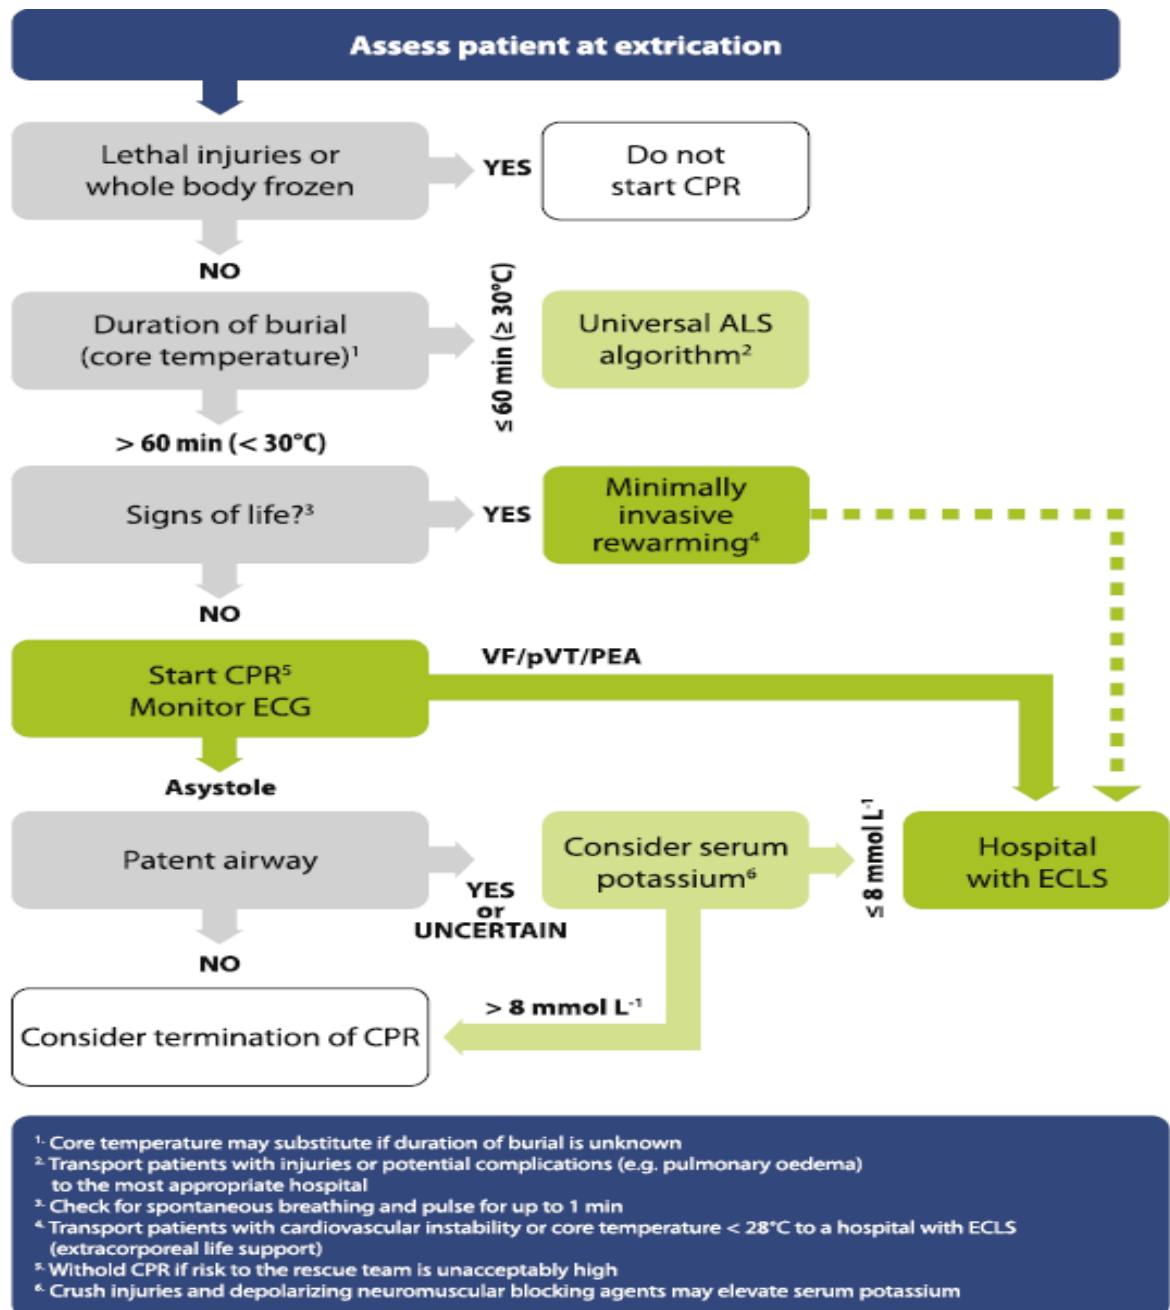 Assess patient at extrication
Lethal injuries or
whole body frozen
YES
Do not
start CPR
NO
Duration of burial
(core temperature)¹
≤ 60 min (≥ 30°C)
Universal ALS
algorithm²
> 60 min (< 30°C)
Signs of life?³
YES
Minimally
invasive
rewarming⁴
NO
Start CPR⁵
Monitor ECG
VF/pVT/PEA
Asystole
Patent airway
YES
or
UNCERTAIN
Consider serum
potassium⁶
≤ 8 mmol L⁻¹
Hospital
with ECLS
NO
> 8 mmol L⁻¹
Consider termination of CPR
¹· Core temperature may substitute if duration of burial is unknown
²· Transport patients with injuries or potential complications (e.g. pulmonary oedema)
to the most appropriate hospital
³· Check for spontaneous breathing and pulse for up to 1 min
⁴· Transport patients with cardiovascular instability or core temperature < 28°C to a hospital with ECLS
(extracorporeal life support)
⁵· Withold CPR if risk to the rescue team is unacceptably high
⁶· Crush injuries and depolarizing neuromuscular blocking agents may elevate serum potassium